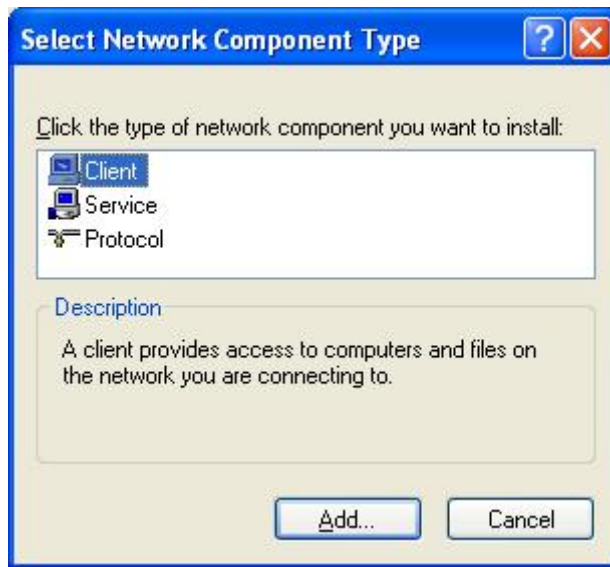 Select Network Component Type
Click the type of network component you want to install:
Client
Service
Protocol
Description
A client provides access to computers and files on
the network you are connecting to.
Add... Cancel